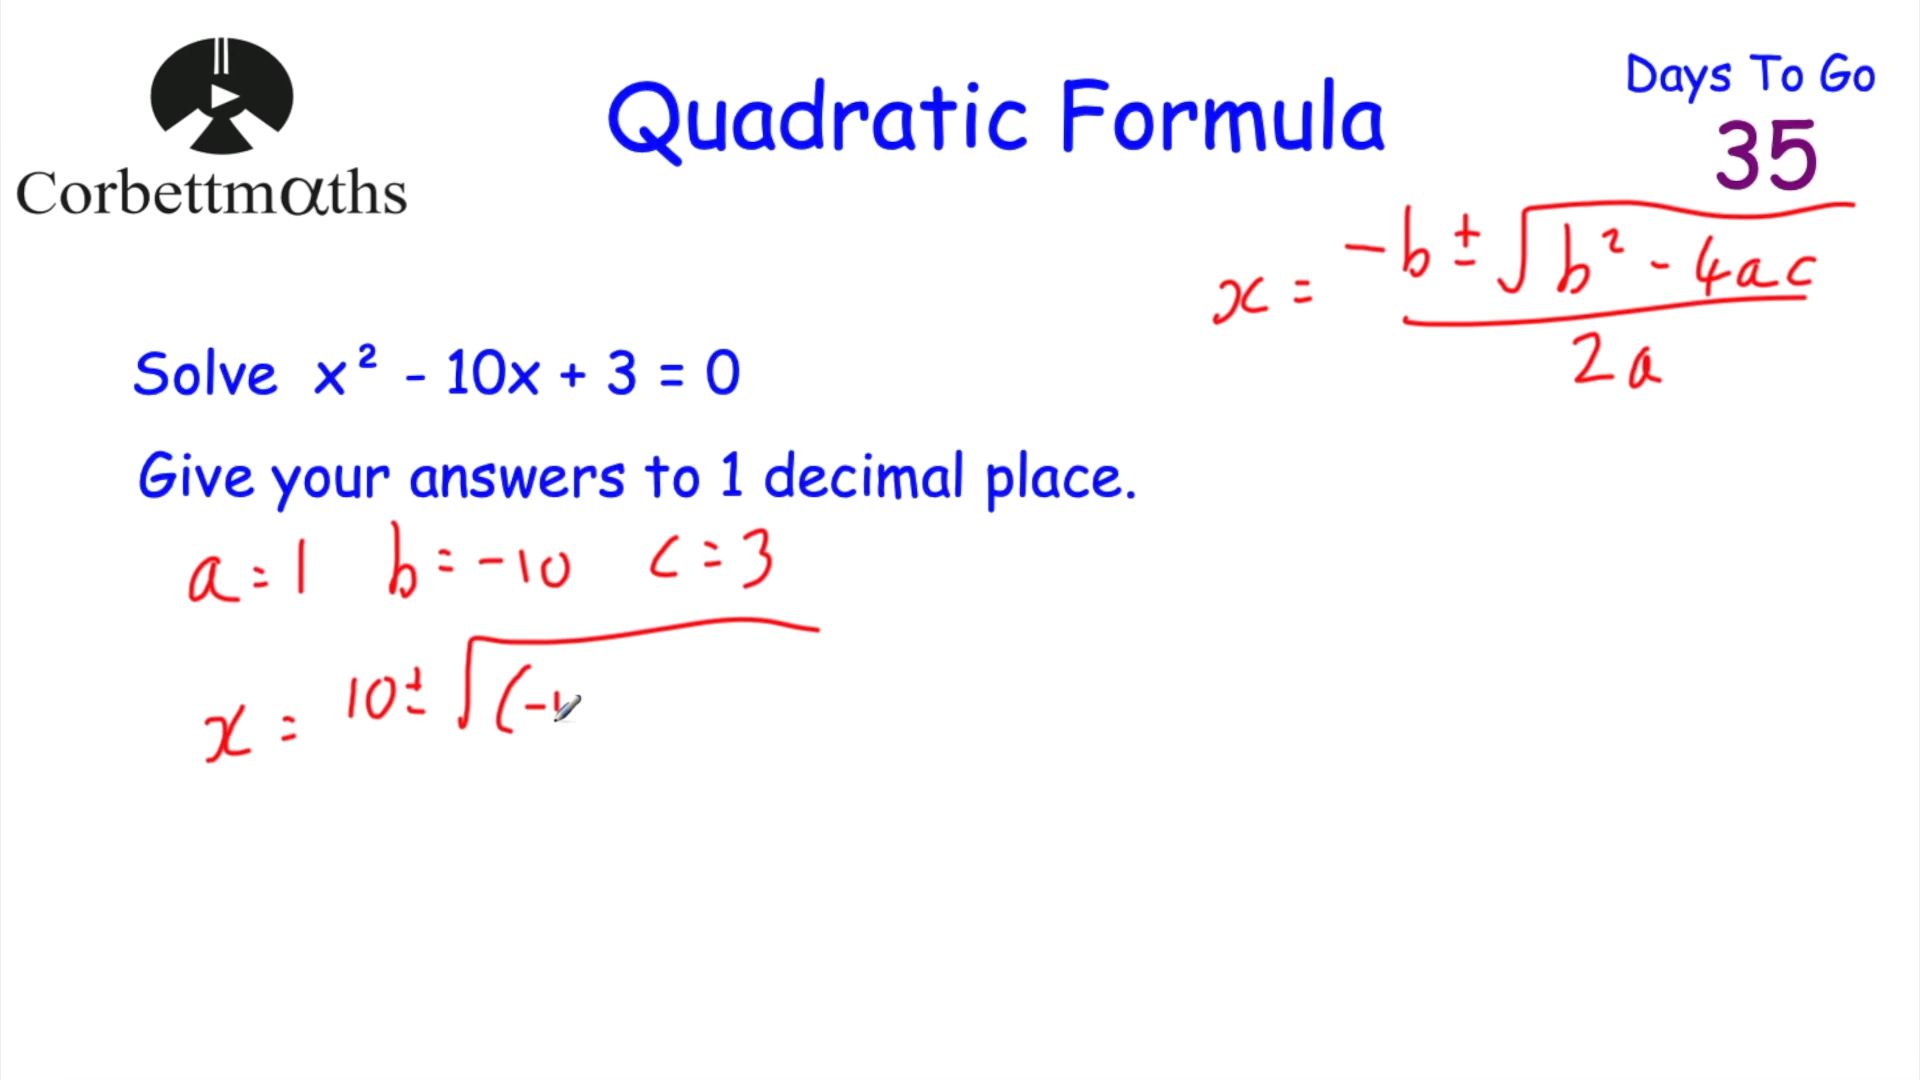 Corbettmαths
Quadratic Formula
Days To Go
35
x = -b ± √b² - 4ac
2a
Solve x² - 10x + 3 = 0
Give your answers to 1 decimal place.
a = 1 b = -10 c = 3
x = 10 ± √(-1